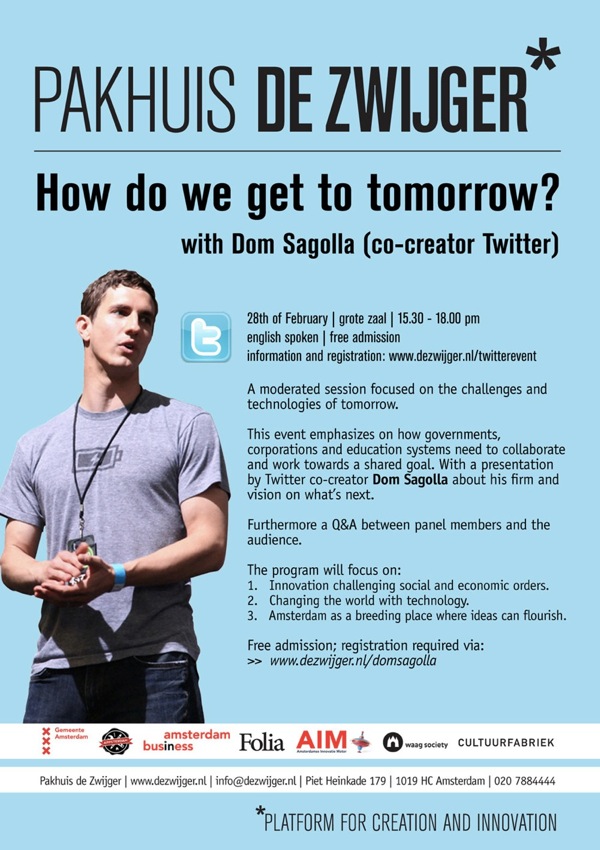 PAKHUIS DE ZWIJGER*
How do we get to tomorrow?
with Dom Sagolla (co-creator Twitter)
28th of February | grote zaal | 15.30 - 18.00 pm
english spoken | free admission
information and registration: www.dezwijger.nl/twitterevent
A moderated session focused on the challenges and
technologies of tomorrow.
This event emphasizes on how governments,
corporations and education systems need to collaborate
and work towards a shared goal. With a presentation
by Twitter co-creator Dom Sagolla about his firm and
vision on what's next.
Furthermore a Q&A between panel members and the
audience.
The program will focus on:
1. Innovation challenging social and economic orders.
2. Changing the world with technology.
3. Amsterdam as a breeding place where ideas can flourish.
Free admission; registration required via:
>> www.dezwijger.nl/domsagolla
Gemeente
Amsterdam
amsterdam
business
Folia
AIM
Amsterdamse Innovatie Motor
waag society
CULTUURFABRIEK
Pakhuis de Zwijger | www.dezwijger.nl | info@dezwijger.nl | Piet Heinkade 179 | 1019 HC Amsterdam | 020 7884444
*PLATFORM FOR CREATION AND INNOVATION